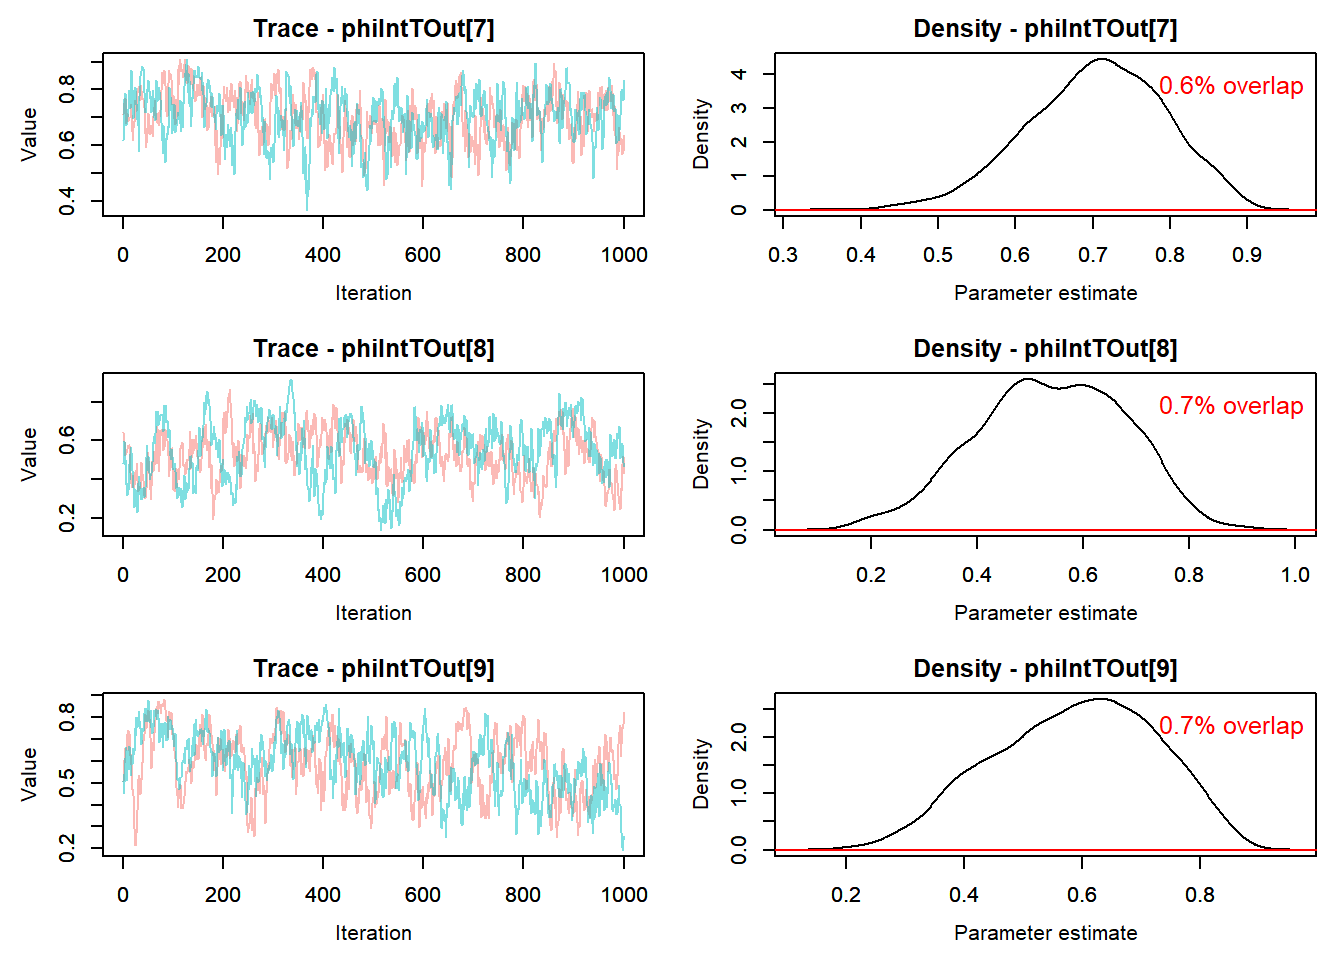 Trace - phiIntTOut[7]
Value
0.4 0.6 0.8
0 200 400 600 800 1000
Iteration
Density - phiIntTOut[7]
0.6% overlap
Density
0 1 2 3 4
0.3 0.4 0.5 0.6 0.7 0.8 0.9
Parameter estimate
Trace - phiIntTOut[8]
Value
0.2 0.6
0 200 400 600 800 1000
Iteration
Density - phiIntTOut[8]
0.7% overlap
Density
0.0 1.0 2.0
0.2 0.4 0.6 0.8 1.0
Parameter estimate
Trace - phiIntTOut[9]
Value
0.2 0.5 0.8
0 200 400 600 800 1000
Iteration
Density - phiIntTOut[9]
0.7% overlap
Density
0.0 1.0 2.0
0.2 0.4 0.6 0.8
Parameter estimate